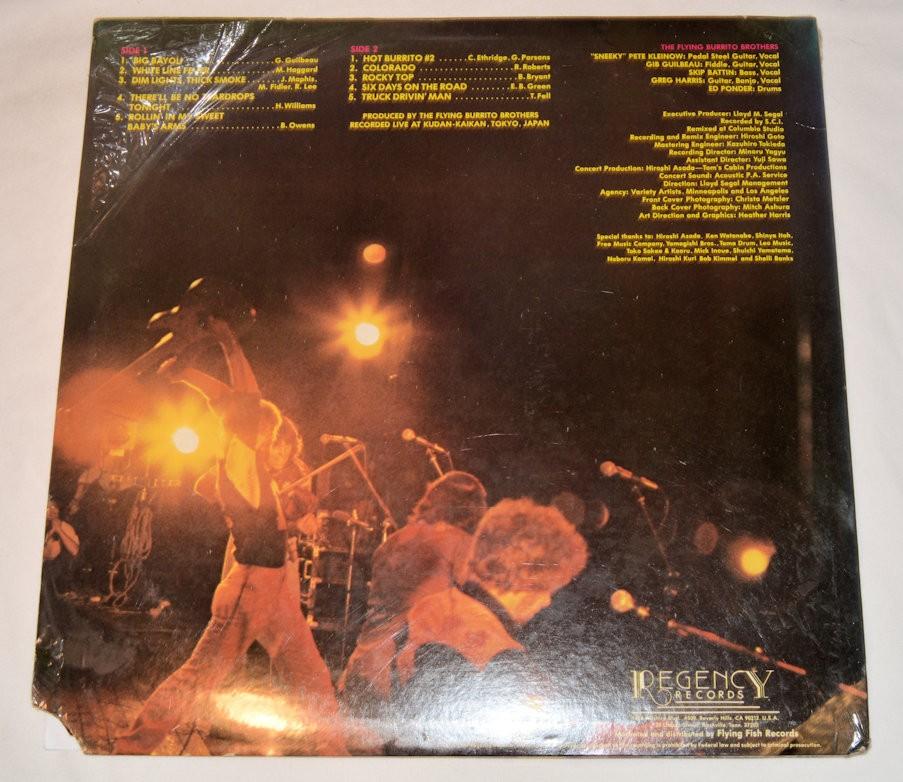 SIDE 1
1. BIG BAYOU . . . . . . . . . . . . . . . G. Guilbeau
2. WHITE LINE FEVER . . . . . . . . M. Haggard
3. DIM LIGHTS, THICK SMOKE . . . . J. Maphis,
M. Fidler, R. Lee
4. THERE'LL BE NO TEARDROPS
TONIGHT . . . . . . . . . . . . . . . H. Williams
5. ROLLIN' IN MY SWEET
BABY'S ARMS . . . . . . . . . . . . . B. Owens
SIDE 2
1. HOT BURRITO #2 . . . . . . C. Ethridge, G. Parsons
2. COLORADO . . . . . . . . . . . . . . . R. Roberts
3. ROCKY TOP . . . . . . . . . . . . . . . B. Bryant
4. SIX DAYS ON THE ROAD . . . . . . . . E. B. Green
5. TRUCK DRIVIN' MAN . . . . . . . . . . . T. Fell
PRODUCED BY THE FLYING BURRITO BROTHERS
RECORDED LIVE AT KUDAN-KAIKAN, TOKYO, JAPAN
THE FLYING BURRITO BROTHERS
"SNEEKY" PETE KLEINOW: Pedal Steel Guitar, Vocal
GIB GUILBEAU: Fiddle, Guitar, Vocal
SKIP BATTIN: Bass, Vocal
GREG HARRIS: Guitar, Banjo, Vocal
ED PONDER: Drums
Executive Producer: Lloyd M. Segal
Recorded by S.C.I.
Remixed at Columbia Studio
Recording and Remix Engineer: Hiroshi Goto
Mastering Engineer: Kazuhiro Tokieda
Recording Director: Minoru Yagyu
Assistant Director: Yuji Sawa
Concert Production: Hiroshi Asada—Tom's Cabin Productions
Concert Sound: Acoustic P.A. Service
Direction: Lloyd Segal Management
Agency: Variety Artists, Minneapolis and Los Angeles
Front Cover Photography: Christa Metzler
Back Cover Photography: Mitch Ashura
Art Direction and Graphics: Heather Harris
Special thanks to: Hiroshi Asada, Ken Watanabe, Shinya Itoh,
Free Music Company, Yamagishi Bros., Tama Drum, Leo Music,
Toko Sakae & Kaoru, Mick Inoue, Shuichi Yamatama,
Noboru Kamai, Hiroshi Kuri Bob Kimmel and Shelli Banks
REGENCY
RECORDS
Blvd., Beverly Hills, CA 90212, U.S.A.
Nashville, Tenn.
Marketed and distributed by Flying Fish Records
is prohibited by Federal law and subject to criminal prosecution.